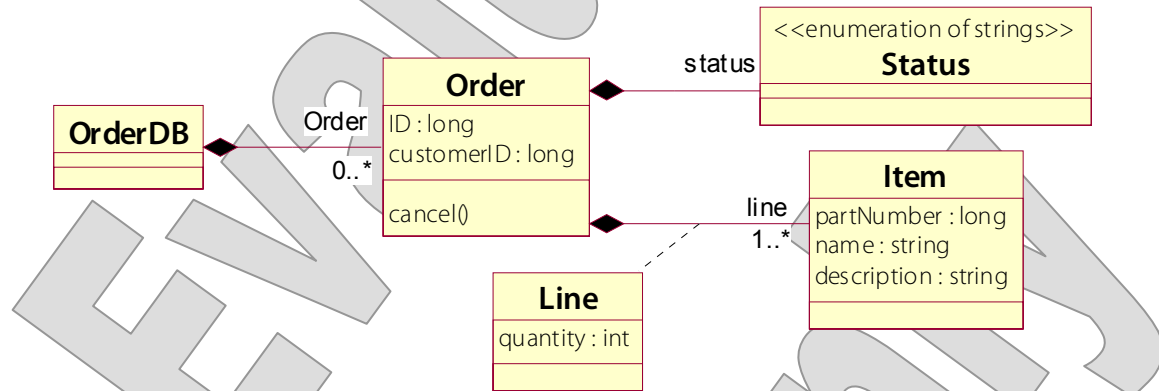 <<enumeration of strings>>
Status
status
Order
ID : long
customerID : long
cancel()
OrderDB
Order
0..*
Item
partNumber : long
name : string
description : string
line
1..*
Line
quantity : int